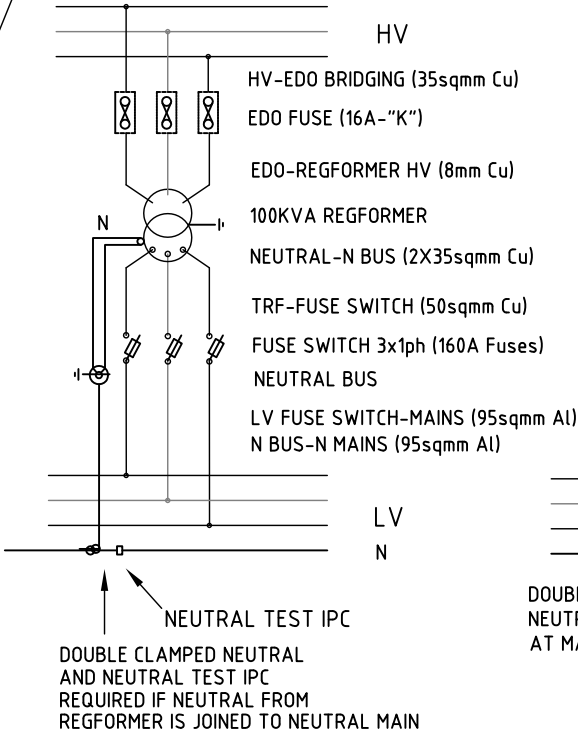 HV
HV-EDO BRIDGING (35sqmm Cu)
EDO FUSE (16A-"K")
EDO-REGFORMER HV (8mm Cu)
N
100KVA REGFORMER
NEUTRAL-N BUS (2X35sqmm Cu)
TRF-FUSE SWITCH (50sqmm Cu)
FUSE SWITCH 3x1ph (160A Fuses)
NEUTRAL BUS
LV FUSE SWITCH-MAINS (95sqmm Al)
N BUS-N MAINS (95sqmm Al)
LV
N
NEUTRAL TEST IPC
DOUBLE CLAMPED NEUTRAL
AND NEUTRAL TEST IPC
REQUIRED IF NEUTRAL FROM
REGFORMER IS JOINED TO NEUTRAL MAIN
AT